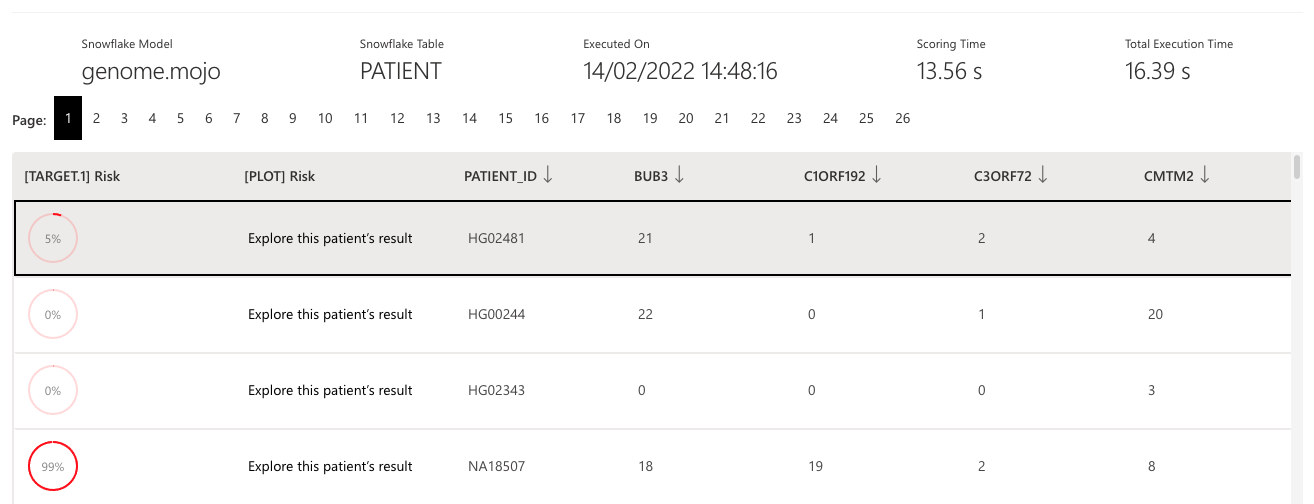 Snowflake Model Snowflake Table Executed On Scoring Time Total Execution Time
genome.mojo PATIENT 14/02/2022 14:48:16 13.56 s 16.39 s
Page: 1 2 3 4 5 6 7 8 9 10 11 12 13 14 15 16 17 18 19 20 21 22 23 24 25 26
[TARGET.1] Risk [PLOT] Risk PATIENT_ID ↓ BUB3 ↓ C1ORF192 ↓ C3ORF72 ↓ CMTM2 ↓
5% Explore this patient's result HG02481 21 1 2 4
0% Explore this patient's result HG00244 22 0 1 20
0% Explore this patient's result HG02343 0 0 0 3
99% Explore this patient's result NA18507 18 19 2 8